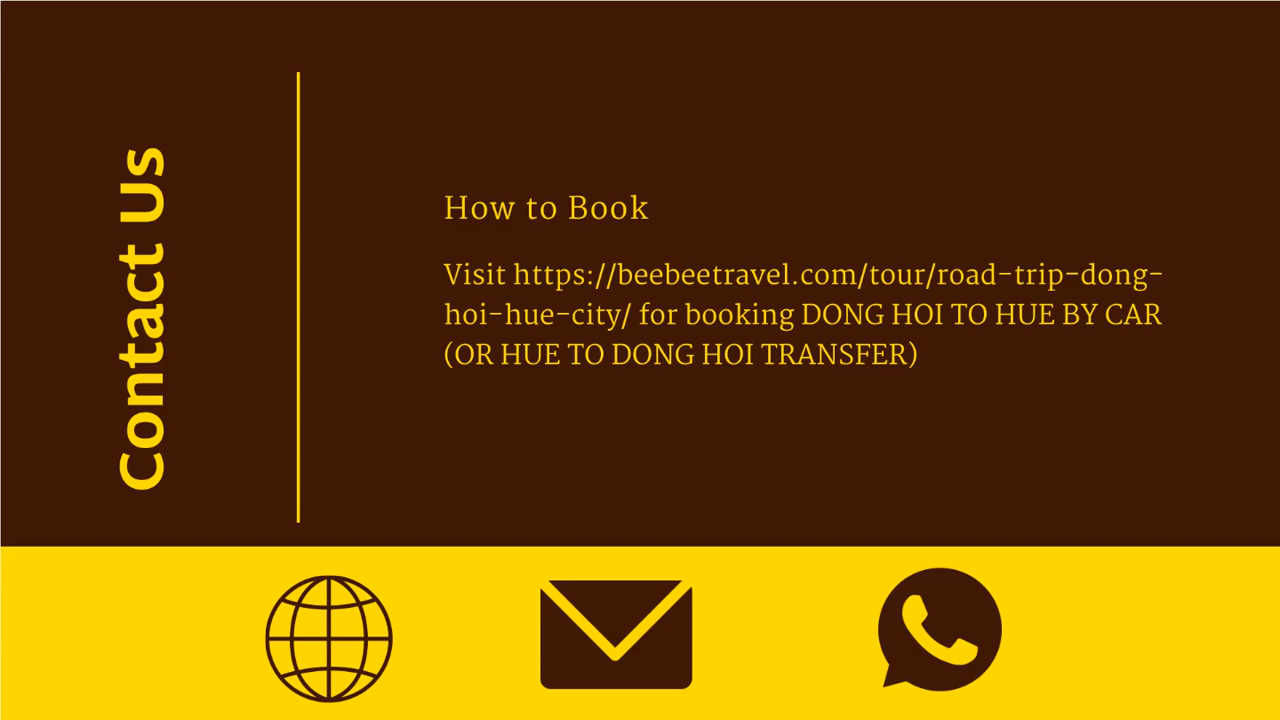 Contact Us
How to Book
Visit https://beebeetravel.com/tour/road-trip-dong-
hoi-hue-city/ for booking DONG HOI TO HUE BY CAR
(OR HUE TO DONG HOI TRANSFER)